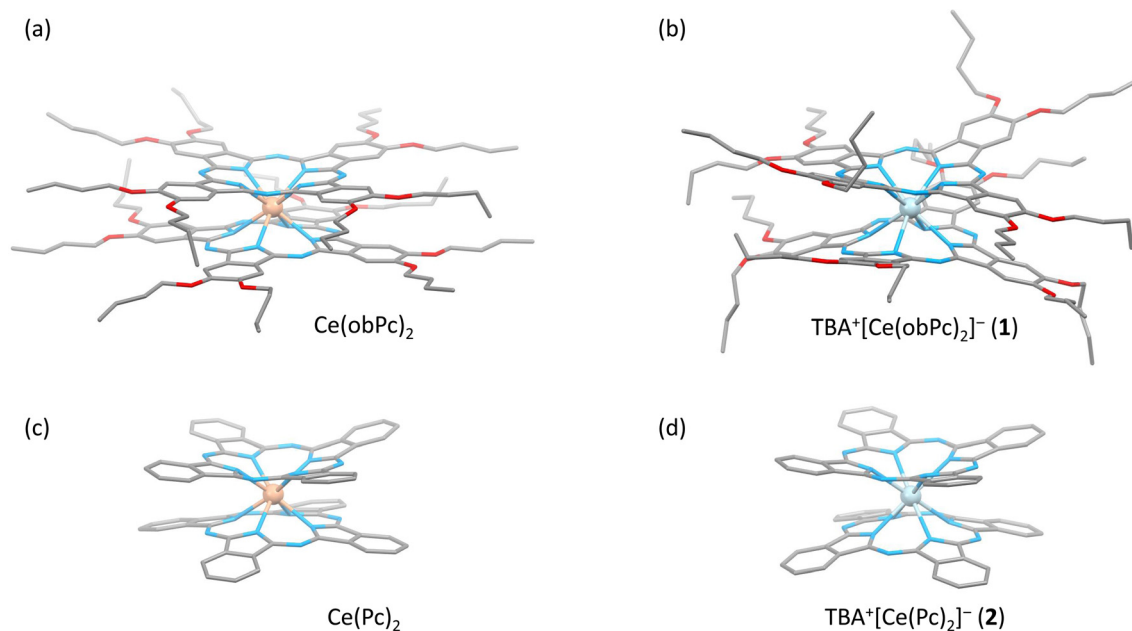 (a)
(b)
Ce(obPc)₂
TBA⁺[Ce(obPc)₂]⁻ (1)
(c)
(d)
Ce(Pc)₂
TBA⁺[Ce(Pc)₂]⁻ (2)